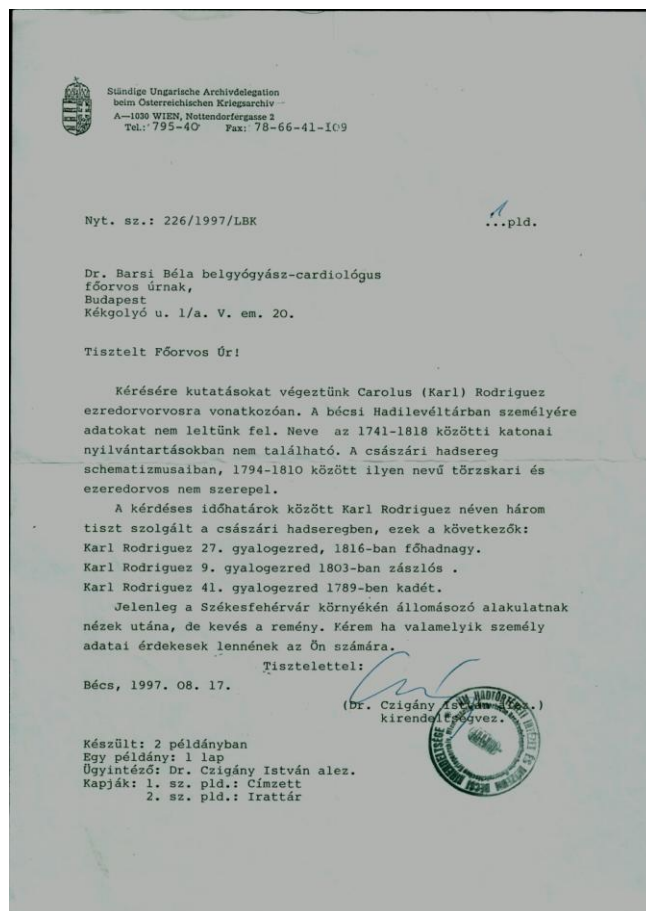 Ständige Ungarische Archivdelegation
beim Österreichischen Kriegsarchiv
A—1030 WIEN, Nottendorfergasse 2
Tel.: 795-40 Fax: 78-66-41-109
Nyt. sz.: 226/1997/LBK
1
...pld.
Dr. Barsi Béla belgyógyász-cardiológus
főorvos úrnak,
Budapest
Kékgolyó u. 1/a. V. em. 20.
Tisztelt Főorvos Úr!
Kérésére kutatásokat végeztünk Carolus (Karl) Rodriguez
ezredorvorvosra vonatkozóan. A bécsi Hadilevéltárban személyére
adatokat nem leltünk fel. Neve az 1741-1818 közötti katonai
nyilvántartásokban nem található. A császári hadsereg
schematizmusaiban, 1794-1810 között ilyen nevű törzskari és
ezeredorvos nem szerepel.
A kérdéses időhatárok között Karl Rodriguez néven három
tiszt szolgált a császári hadseregben, ezek a következők:
Karl Rodriguez 27. gyalogezred, 1816-ban főhadnagy.
Karl Rodriguez 9. gyalogezred 1803-ban zászlós .
Karl Rodriguez 41. gyalogezred 1789-ben kadét.
Jelenleg a Székesfehérvár környékén állomásozó alakulatnak
nézek utána, de kevés a remény. Kérem ha valamelyik személy
adatai érdekesek lennének az Ön számára.
Tisztelettel:
Bécs, 1997. 08. 17.
(Dr. Czigány István alez.)
kirendeltségvez.
HM HADTÖRTÉNETI INTÉZET ÉS MÚZEUM BÉCSI KIRENDELTSÉGE
Készült: 2 példányban
Egy példány: 1 lap
Ügyintéző: Dr. Czigány István alez.
Kapják: 1. sz. pld.: Címzett
2. sz. pld.: Irattár